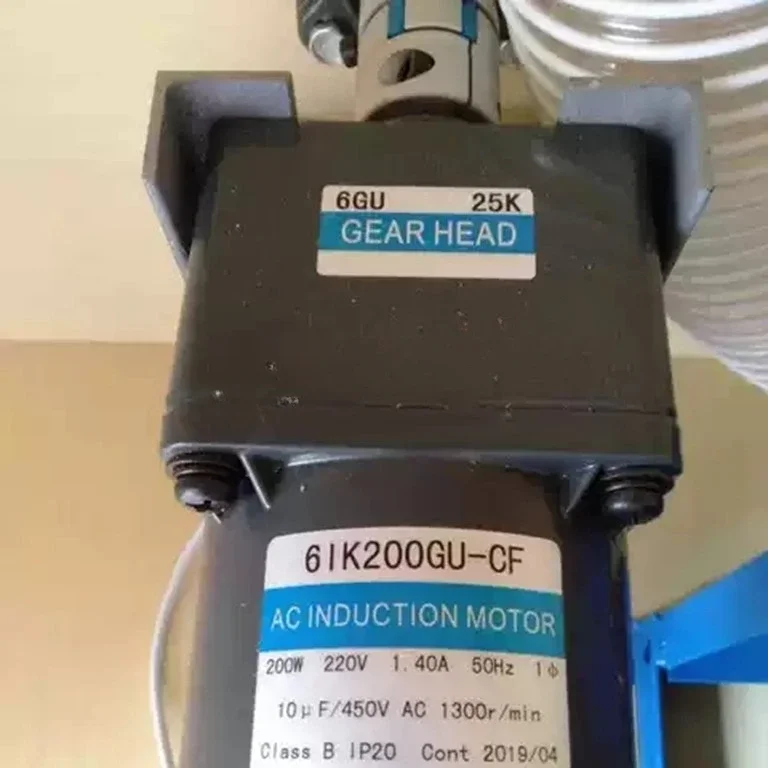 6GU 25K
GEAR HEAD
6IK200GU-CF
AC INDUCTION MOTOR
200W 220V 1.40A 50Hz 1ф
10μF/450V AC 1300r/min
Class B IP20 Cont 2019/04